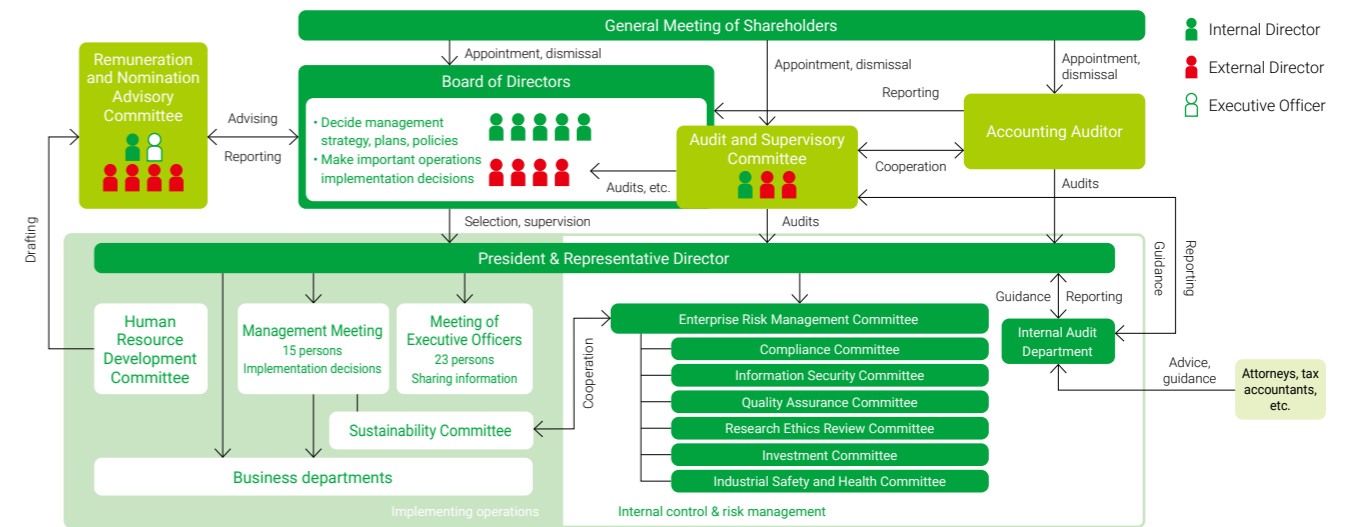 General Meeting of Shareholders
Internal Director
External Director
Executive Officer
Appointment, dismissal
Appointment, dismissal
Appointment,
dismissal
Remuneration
and Nomination
Advisory
Committee
Advising
Reporting
Board of Directors
• Decide management
strategy, plans, policies
• Make important operations
implementation decisions
Reporting
Audit and Supervisory
Committee
Audits, etc.
Cooperation
Accounting Auditor
Selection, supervision
Audits
Audits
Drafting
Guidance
Reporting
President & Representative Director
Human
Resource
Development
Committee
Management Meeting
15 persons
Implementation decisions
Meeting of
Executive Officers
23 persons
Sharing information
Sustainability Committee
Business departments
Implementing operations
Cooperation
Enterprise Risk Management Committee
Compliance Committee
Information Security Committee
Quality Assurance Committee
Research Ethics Review Committee
Investment Committee
Industrial Safety and Health Committee
Internal control & risk management
Guidance
Reporting
Internal Audit
Department
Advice,
guidance
Attorneys, tax
accountants,
etc.